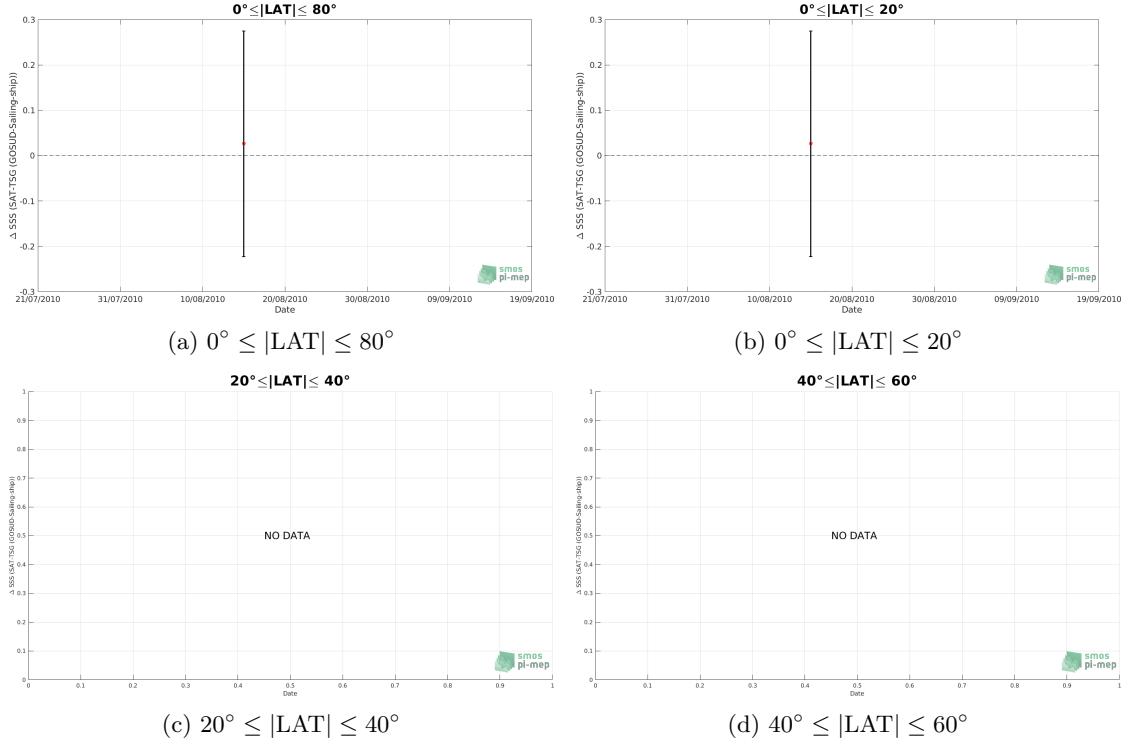 0°≤|LAT|≤ 80°
0.3
0.2
0.1
0
-0.1
-0.2
-0.3
Δ SSS (SAT-TSG (GOSUD-Sailing-ship))
21/07/2010 31/07/2010 10/08/2010 20/08/2010 30/08/2010 09/09/2010 19/09/2010
Date
smos
pi-mep
(a) 0° ≤ |LAT| ≤ 80°
0°≤|LAT|≤ 20°
0.3
0.2
0.1
0
-0.1
-0.2
-0.3
Δ SSS (SAT-TSG (GOSUD-Sailing-ship))
21/07/2010 31/07/2010 10/08/2010 20/08/2010 30/08/2010 09/09/2010 19/09/2010
Date
smos
pi-mep
(b) 0° ≤ |LAT| ≤ 20°
20°≤|LAT|≤ 40°
1
0.9
0.8
0.7
0.6
0.5
0.4
0.3
0.2
0.1
0
Δ SSS (SAT-TSG (GOSUD-Sailing-ship))
NO DATA
0 0.1 0.2 0.3 0.4 0.5 0.6 0.7 0.8 0.9 1
Date
smos
pi-mep
(c) 20° ≤ |LAT| ≤ 40°
40°≤|LAT|≤ 60°
1
0.9
0.8
0.7
0.6
0.5
0.4
0.3
0.2
0.1
0
Δ SSS (SAT-TSG (GOSUD-Sailing-ship))
NO DATA
0 0.1 0.2 0.3 0.4 0.5 0.6 0.7 0.8 0.9 1
Date
smos
pi-mep
(d) 40° ≤ |LAT| ≤ 60°